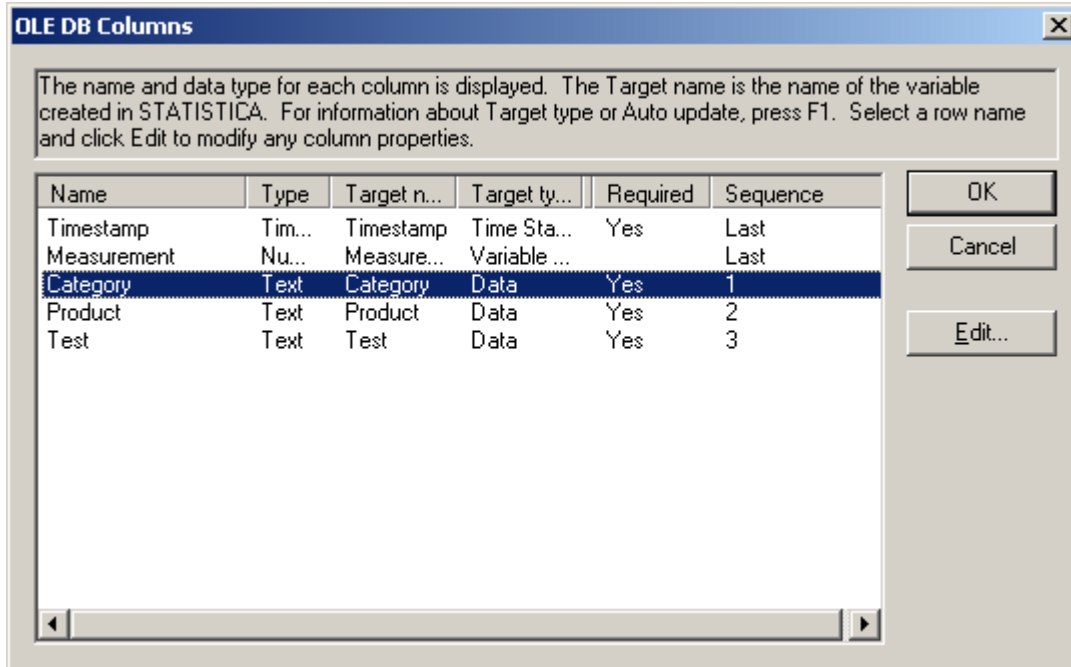 OLE DB Columns
The name and data type for each column is displayed. The Target name is the name of the variable
created in STATISTICA. For information about Target type or Auto update, press F1. Select a row name
and click Edit to modify any column properties.
Name Type Target n... Target ty... Required Sequence
Timestamp Tim... Timestamp Time Sta... Yes Last
Measurement Nu... Measure... Variable ... Last
Category Text Category Data Yes 1
Product Text Product Data Yes 2
Test Text Test Data Yes 3
OK
Cancel
Edit...